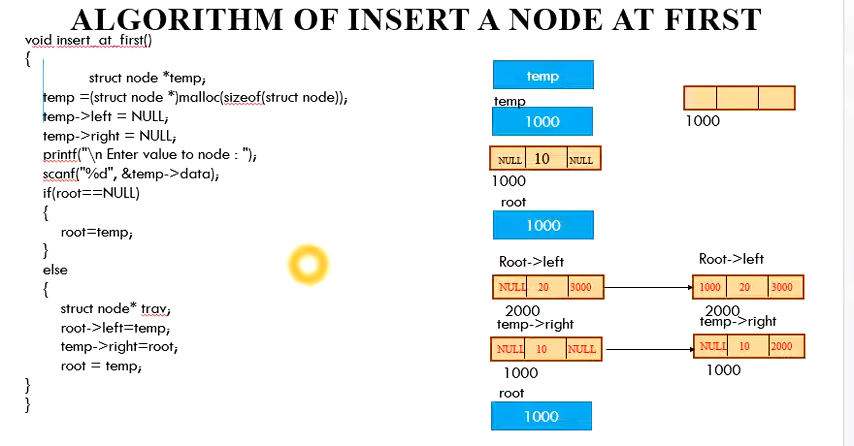 ALGORITHM OF INSERT A NODE AT FIRST
void insert_at_first()
{
struct node *temp;
temp =(struct node *)malloc(sizeof(struct node));
temp->left = NULL;
temp->right = NULL;
printf("\n Enter value to node : ");
scanf("%d", &temp->data);
if(root==NULL)
{
root=temp;
}
else
{
struct node* trav;
root->left=temp;
temp->right=root;
root = temp;
}
}
temp
temp
1000
1000
NULL 10 NULL
1000
root
1000
Root->left
Root->left
NULL 20 3000
1000 20 3000
2000
2000
temp->right
temp->right
NULL 10 NULL
NULL 10 2000
1000
1000
root
1000